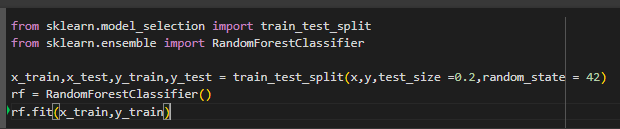 from sklearn.model_selection import train_test_split
from sklearn.ensemble import RandomForestClassifier
x_train,x_test,y_train,y_test = train_test_split(x,y,test_size =0.2,random_state = 42)
rf = RandomForestClassifier()
rf.fit(x_train,y_train)